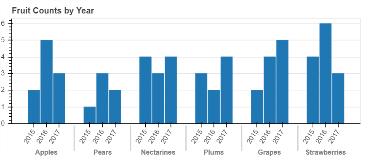 Fruit Counts by Year
6
5
4
3
2
1
0
2015 2016 2017 2015 2016 2017 2015 2016 2017 2015 2016 2017 2015 2016 2017 2015 2016 2017
Apples Pears Nectarines Plums Grapes Strawberries